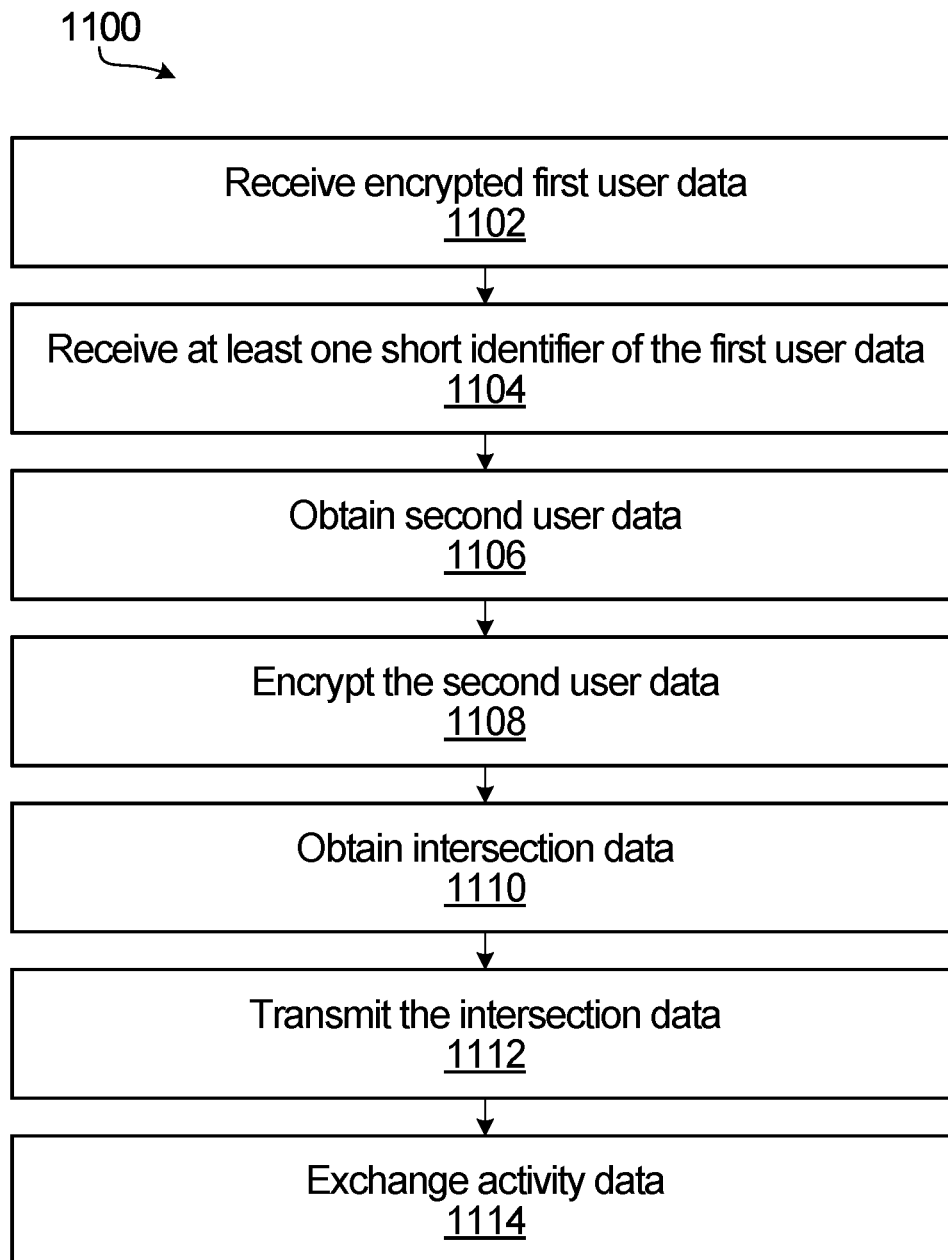 1100
Receive encrypted first user data
1102
Receive at least one short identifier of the first user data
1104
Obtain second user data
1106
Encrypt the second user data
1108
Obtain intersection data
1110
Transmit the intersection data
1112
Exchange activity data
1114